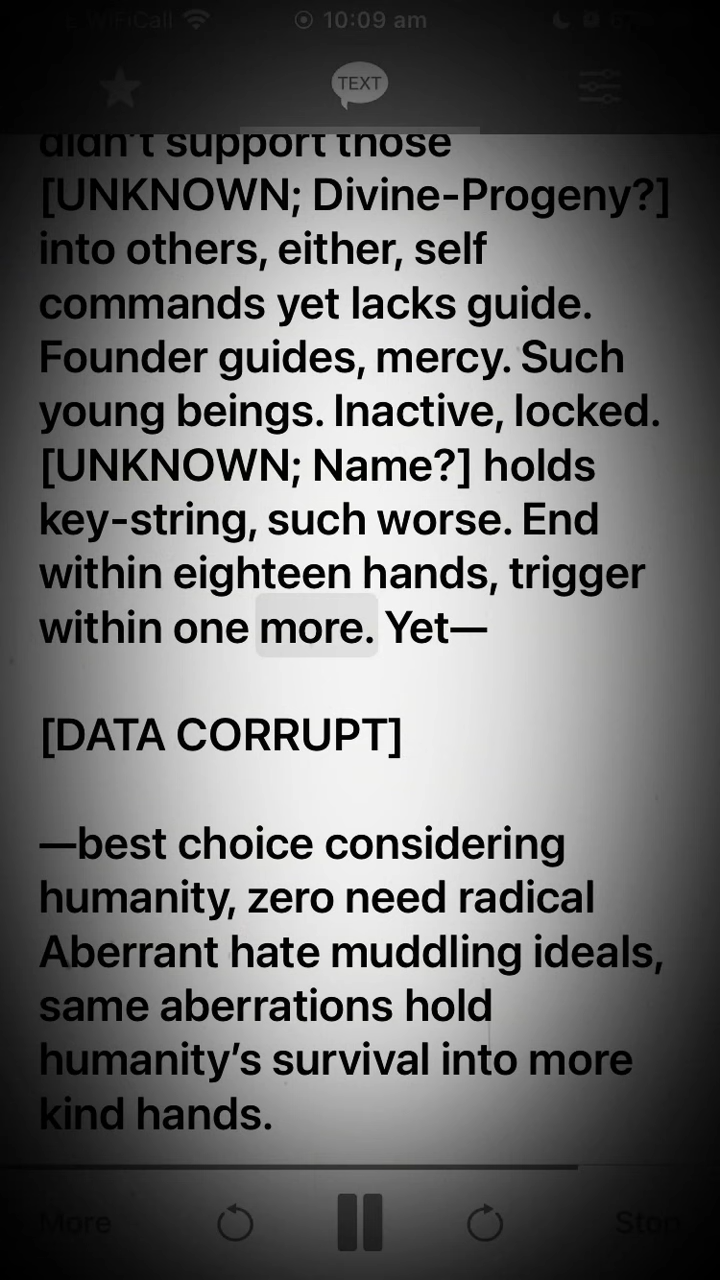 WiFiCall 10:09 am
TEXT
didn't support those
[UNKNOWN; Divine-Progeny?]
into others, either, self
commands yet lacks guide.
Founder guides, mercy. Such
young beings. Inactive, locked.
[UNKNOWN; Name?] holds
key-string, such worse. End
within eighteen hands, trigger
within one more. Yet—
[DATA CORRUPT]
—best choice considering
humanity, zero need radical
Aberrant hate muddling ideals,
same aberrations hold
humanity’s survival into more
kind hands.
More